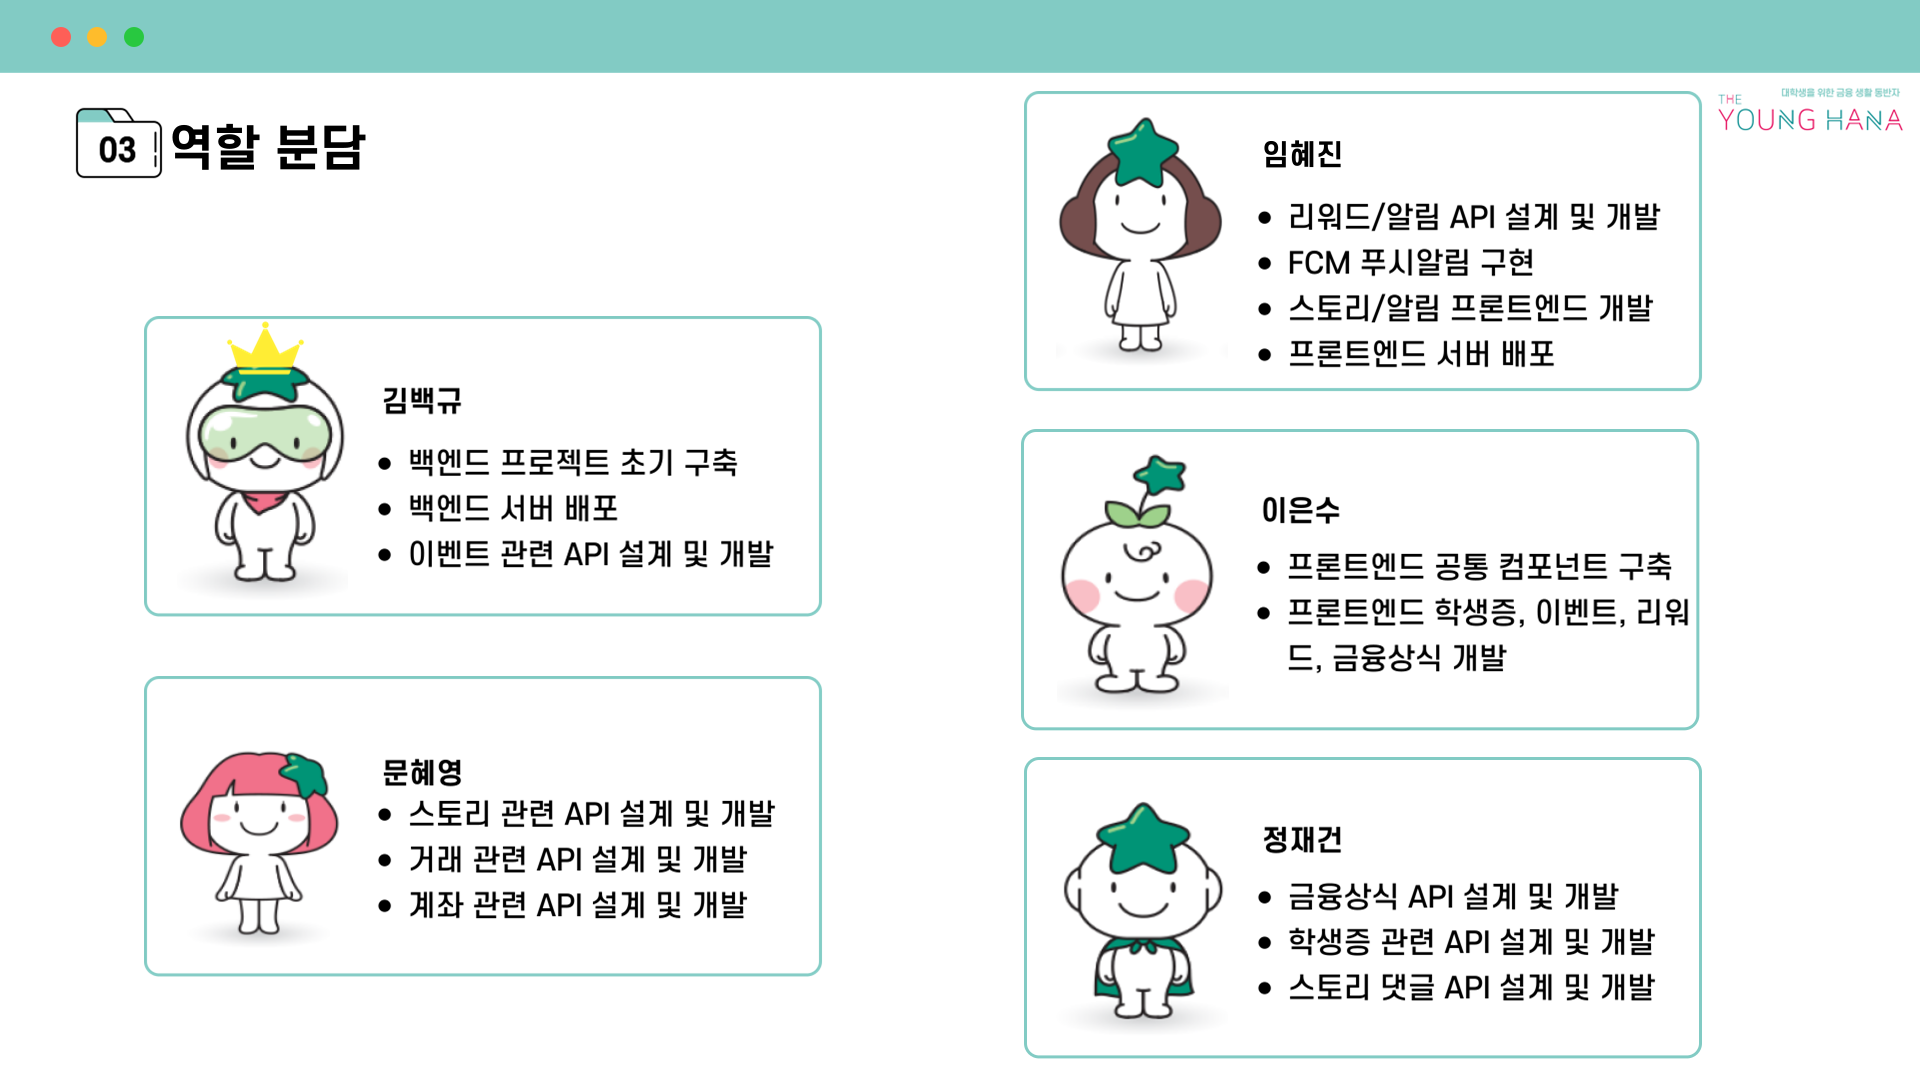 03 역할 분담
대학생을 위한 금융 생활 동반자
THE
YOUNG HANA
김백규
백엔드 프로젝트 초기 구축
백엔드 서버 배포
이벤트 관련 API 설계 및 개발
문혜영
스토리 관련 API 설계 및 개발
거래 관련 API 설계 및 개발
계좌 관련 API 설계 및 개발
임혜진
리워드/알림 API 설계 및 개발
FCM 푸시알림 구현
스토리/알림 프론트엔드 개발
프론트엔드 서버 배포
이은수
프론트엔드 공통 컴포넌트 구축
프론트엔드 학생증, 이벤트, 리워
드, 금융상식 개발
정재건
금융상식 API 설계 및 개발
학생증 관련 API 설계 및 개발
스토리 댓글 API 설계 및 개발